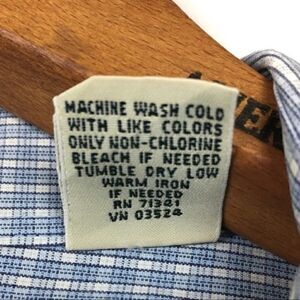 MACHINE WASH COLD
WITH LIKE COLORS
ONLY NON-CHLORINE
BLEACH IF NEEDED
TUMBLE DRY LOW
WARM IRON
IF NEEDED
RN 71341
VN 03524